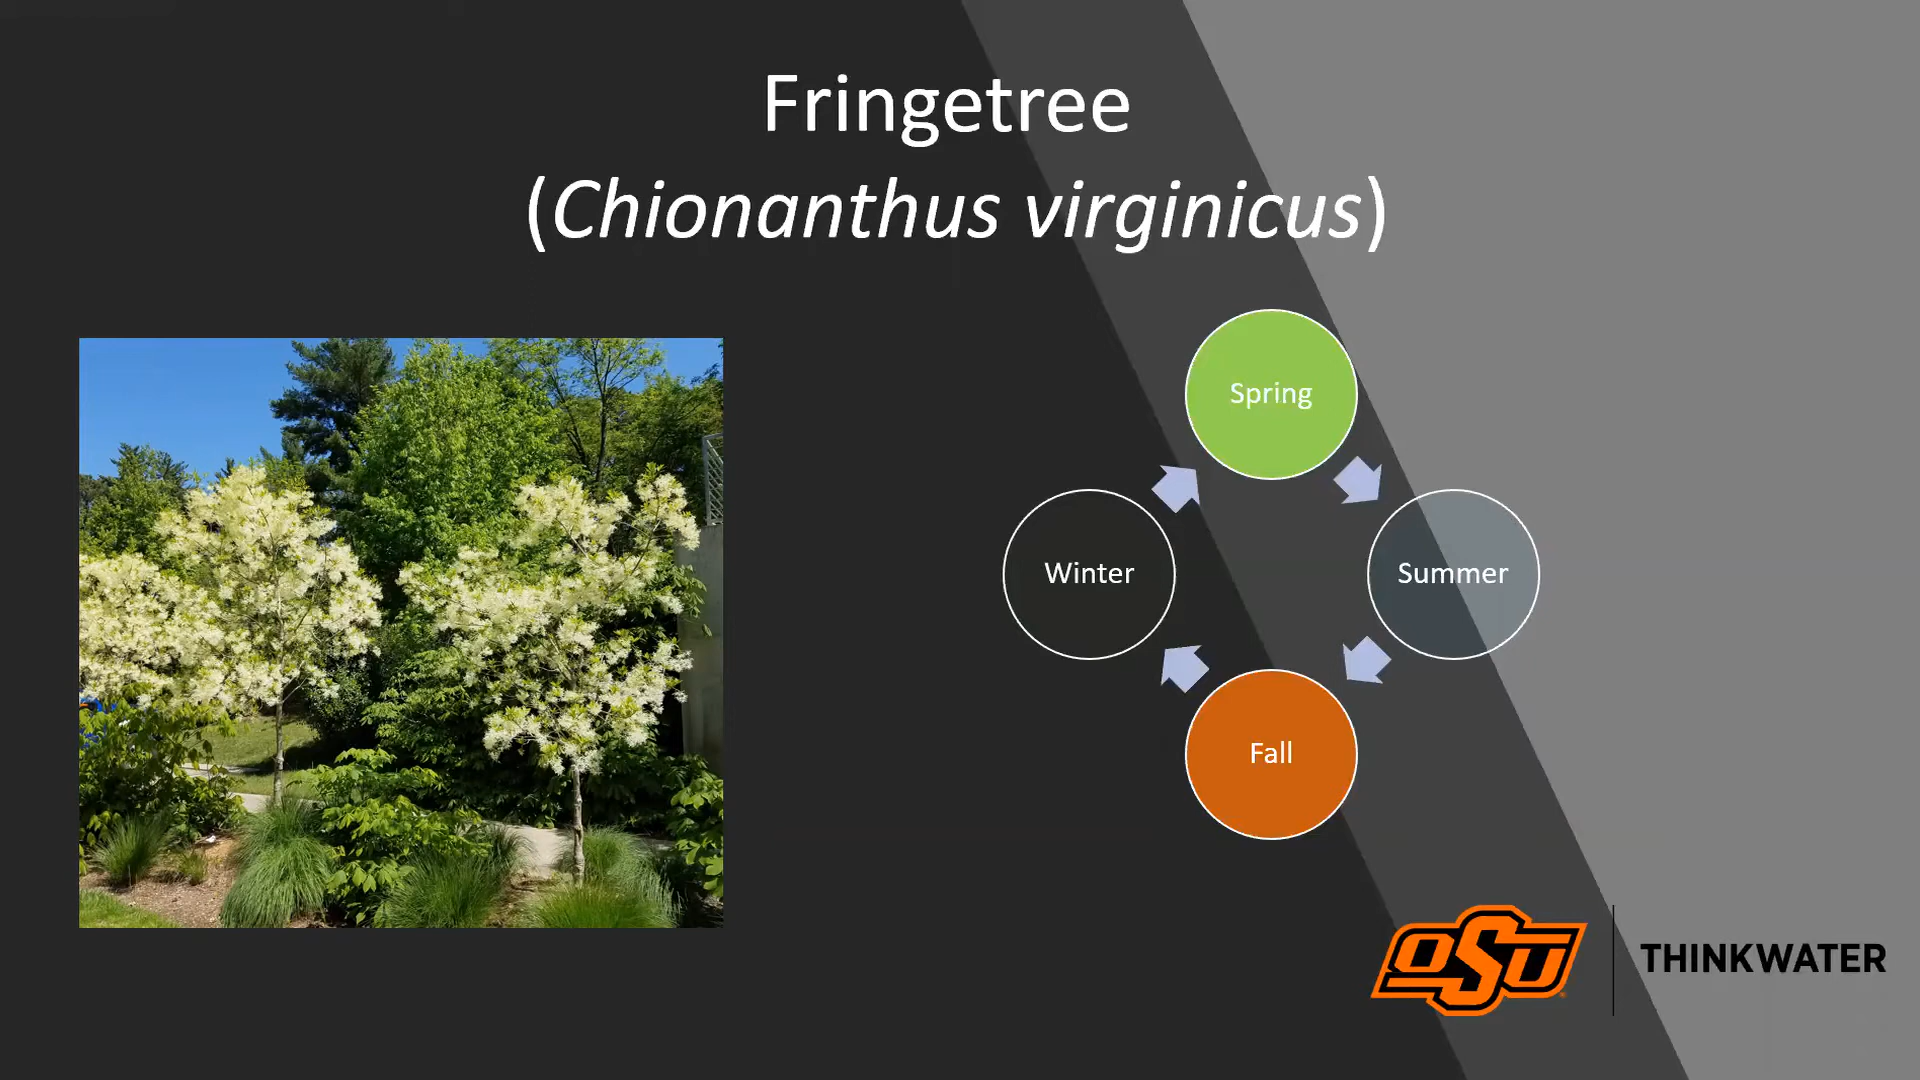 Fringetree
(Chionanthus virginicus)
Spring
Winter
Summer
Fall
OSU
THINKWATER